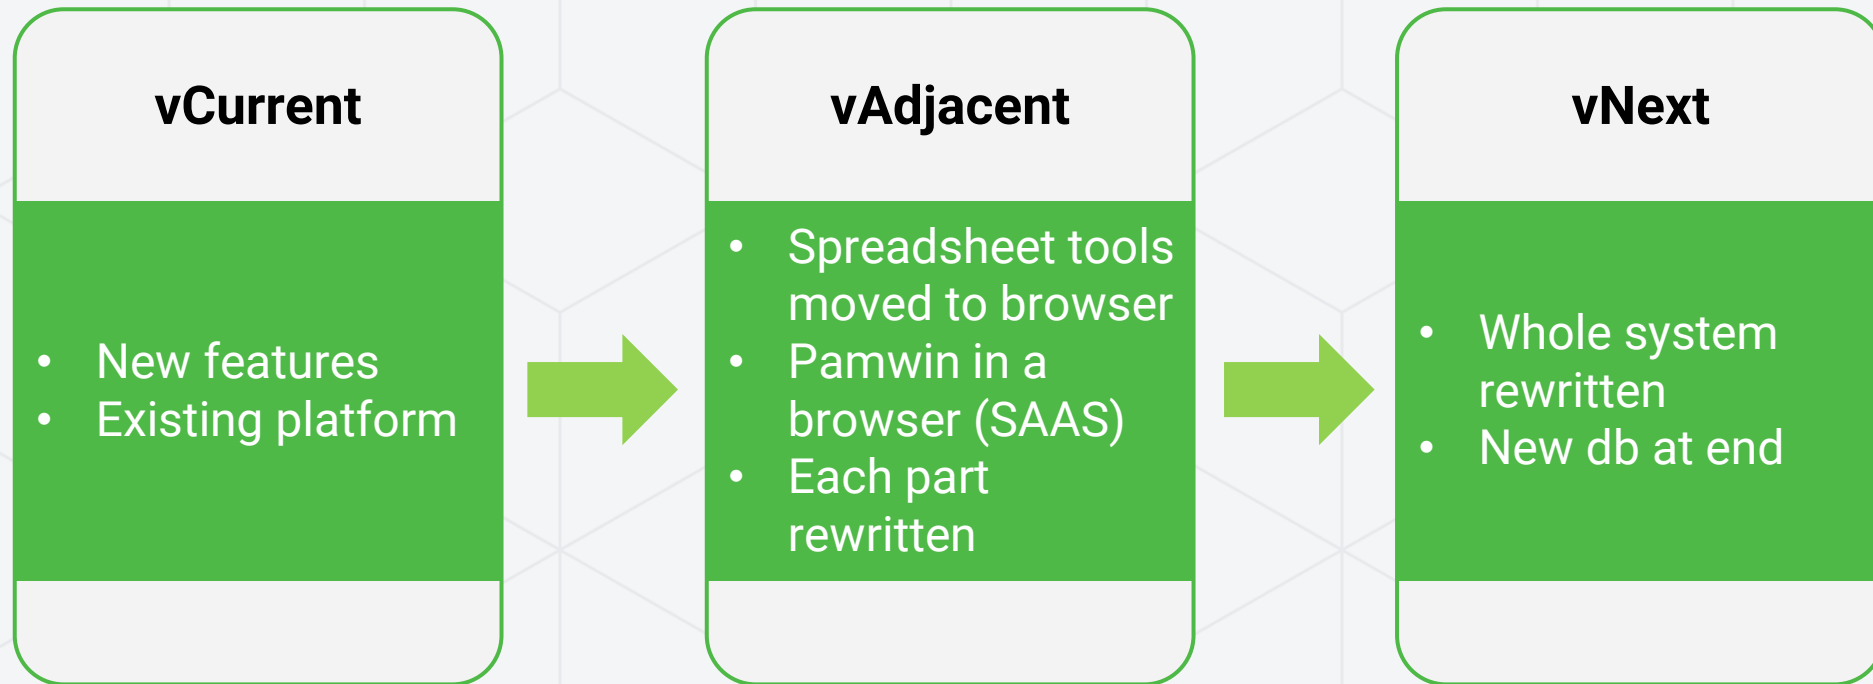 vCurrent
• New features
• Existing platform
vAdjacent
• Spreadsheet tools
moved to browser
• Pamwin in a
browser (SAAS)
• Each part
rewritten
vNext
• Whole system
rewritten
• New db at end